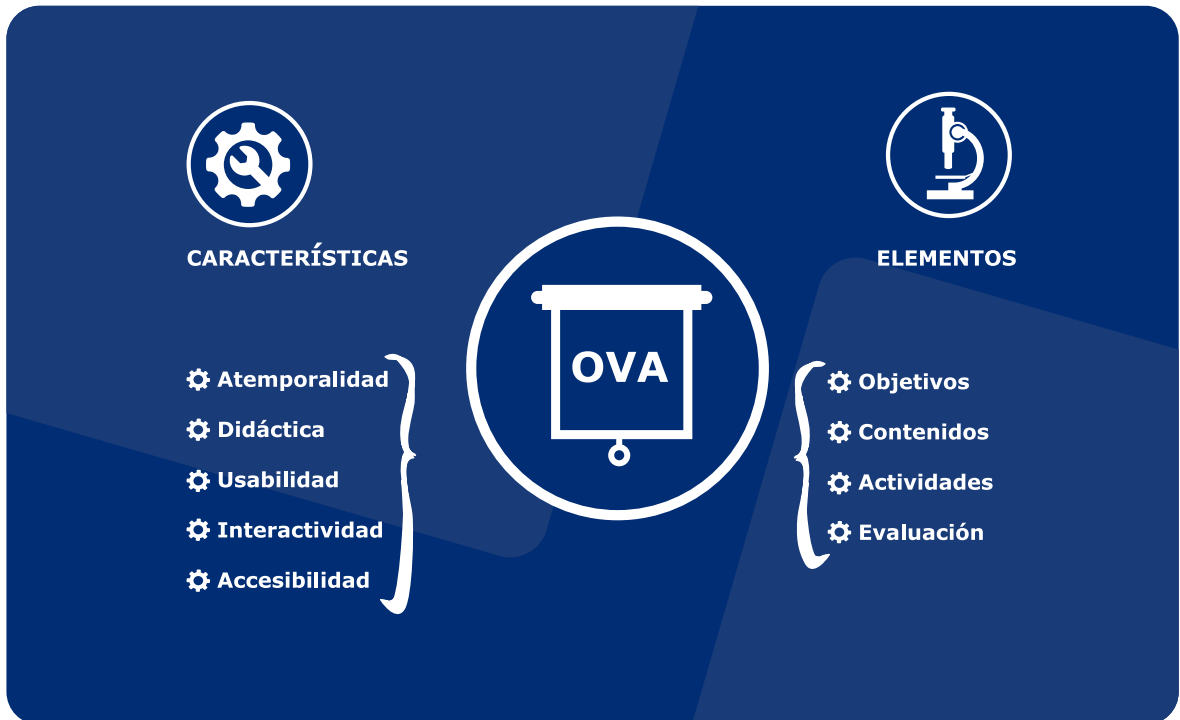 CARACTERÍSTICAS
Atemporalidad
Didáctica
Usabilidad
Interactividad
Accesibilidad
OVA
ELEMENTOS
Objetivos
Contenidos
Actividades
Evaluación